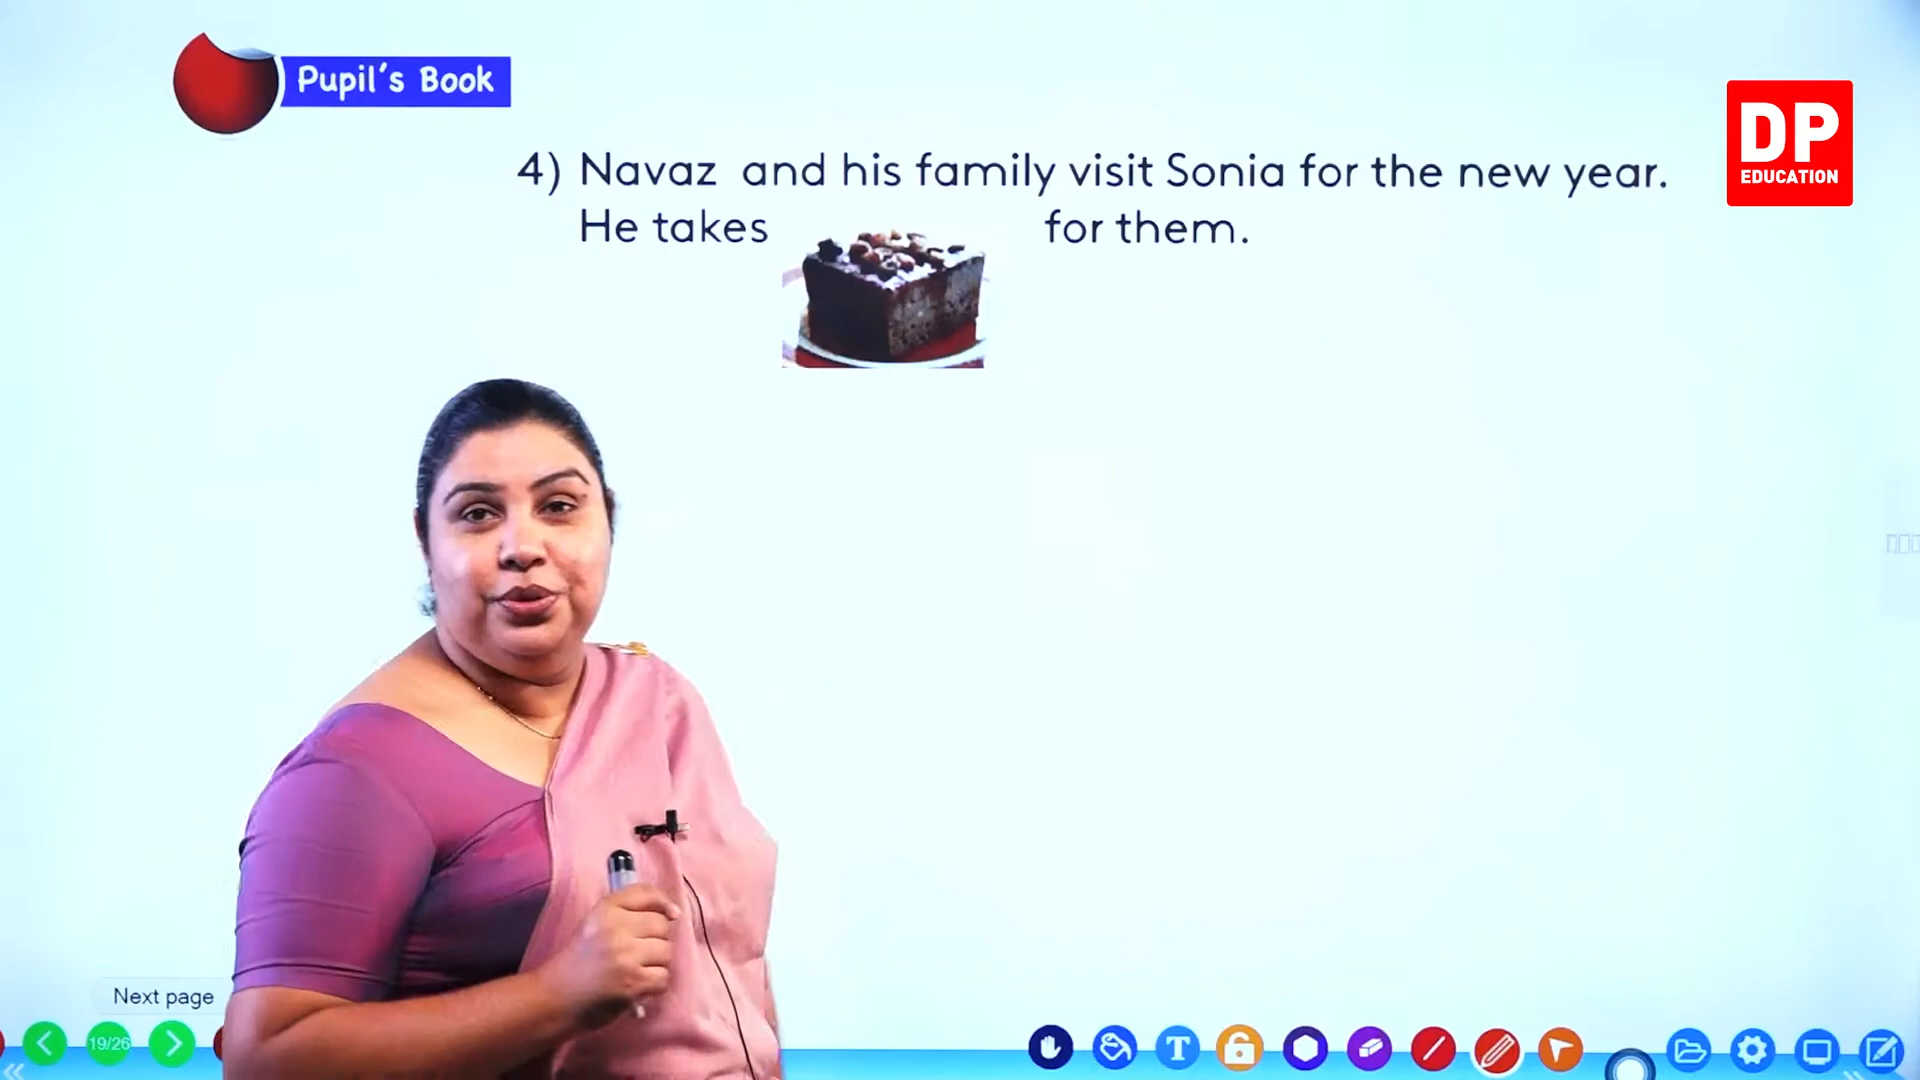 Pupil's Book
DP
EDUCATION
4) Navaz and his family visit Sonia for the new year.
He takes for them.
Next page
19/26
T